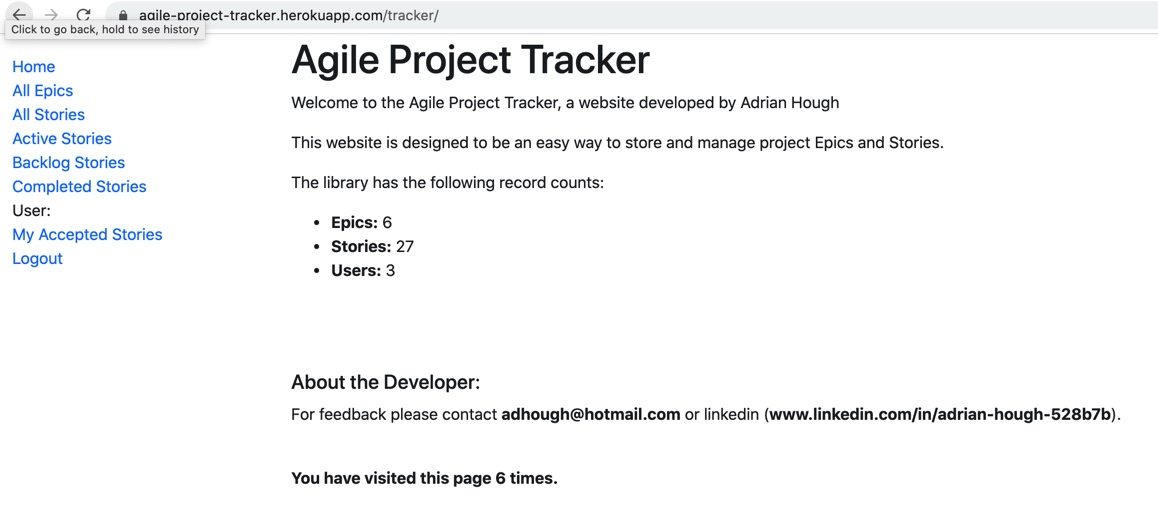 agile-project-tracker.herokuapp.com/tracker/
Click to go back, hold to see history
Home
All Epics
All Stories
Active Stories
Backlog Stories
Completed Stories
User:
My Accepted Stories
Logout
Agile Project Tracker
Welcome to the Agile Project Tracker, a website developed by Adrian Hough
This website is designed to be an easy way to store and manage project Epics and Stories.
The library has the following record counts:
• Epics: 6
• Stories: 27
• Users: 3
About the Developer:
For feedback please contact adhough@hotmail.com or linkedin (www.linkedin.com/in/adrian-hough-528b7b).
You have visited this page 6 times.